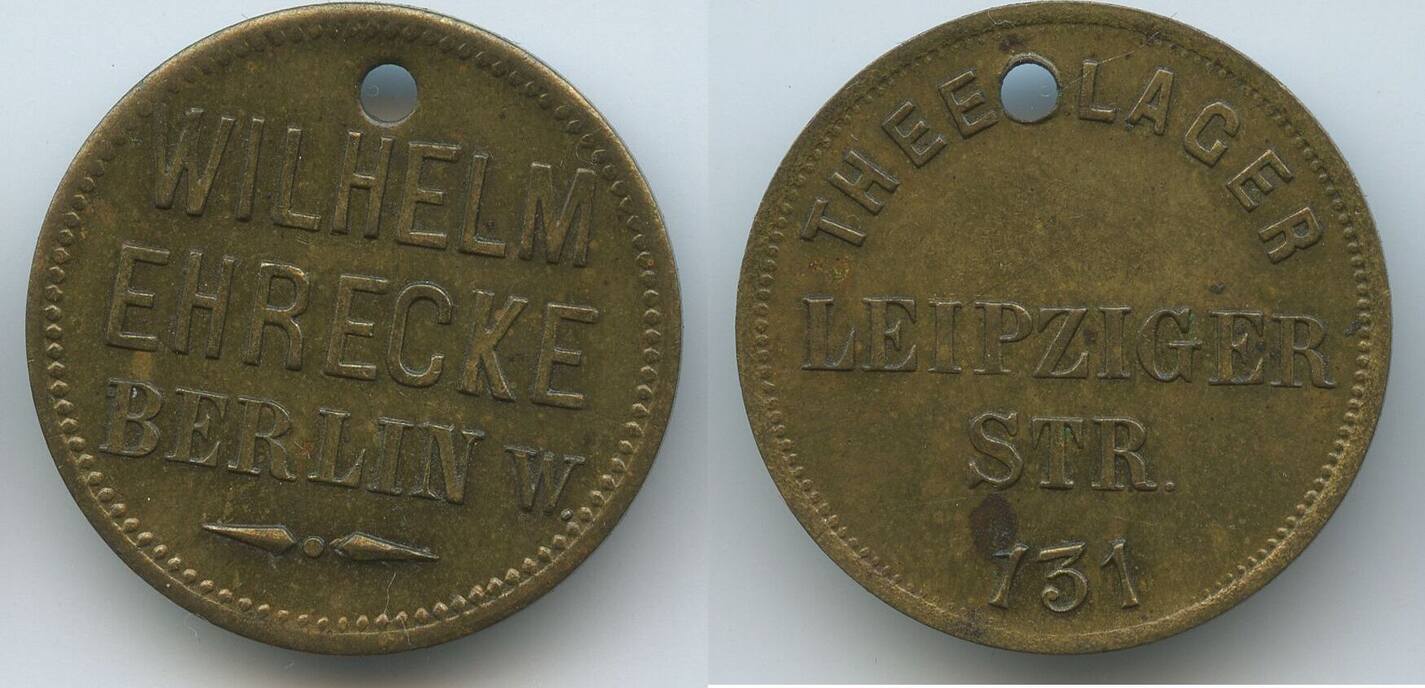 WILHELM
EHRECKE
BERLIN W.
THEE LAGER
LEIPZIGER
STR.
131